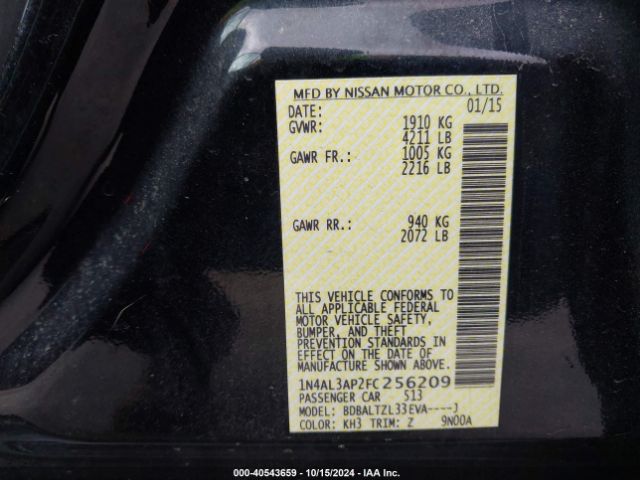 MFD BY NISSAN MOTOR CO., LTD.
DATE: 01/15
GVWR: 1910 KG
4211 LB
GAWR FR.: 1005 KG
2216 LB
GAWR RR.: 940 KG
2072 LB
THIS VEHICLE CONFORMS TO
ALL APPLICABLE FEDERAL
MOTOR VEHICLE SAFETY,
BUMPER, AND THEFT
PREVENTION STANDARDS IN
EFFECT ON THE DATE OF
MANUFACTURE SHOWN ABOVE.
1N4AL3AP2FC256209
PASSENGER CAR 513
MODEL: BDBALTZL33EVA----J
COLOR: KH3 TRIM: Z 9N00A
000-40543659 - 10/15/2024 - IAA Inc.